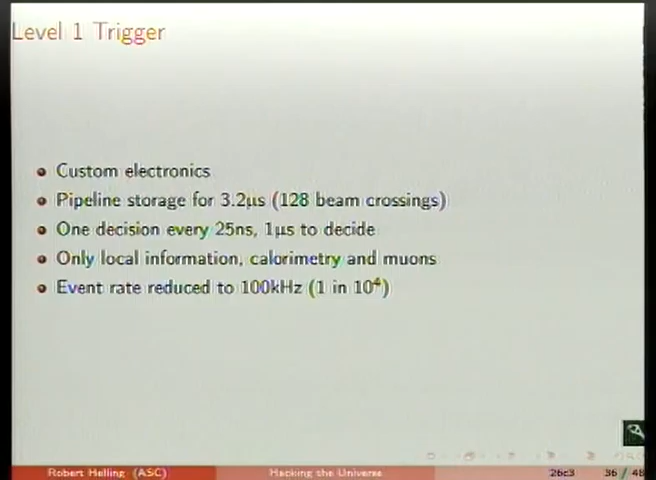 Level 1 Trigger
Custom electronics
Pipeline storage for 3.2μs (128 beam crossings)
One decision every 25ns, 1μs to decide
Only local information, calorimetry and muons
Event rate reduced to 100kHz (1 in 10⁴)
Robert Helling (ASC) Hacking the Universe 26c3 36 / 48